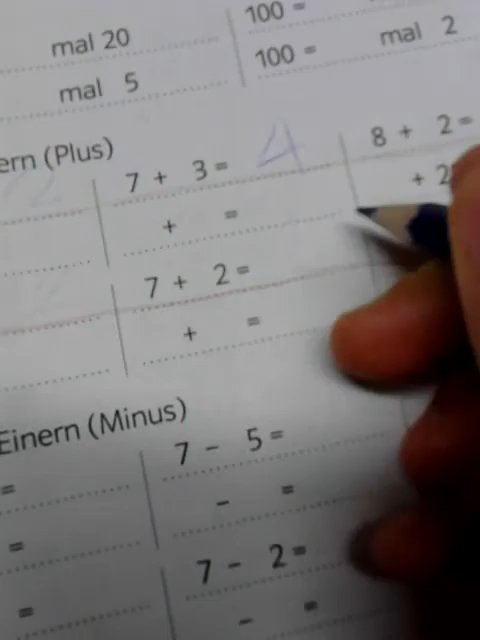 mal 20
100 =
mal 5
100 = mal 2
ern (Plus)
7 + 3 = 4
8 + 2 =
+ =
+ 2
7 + 2 =
+ =
Einern (Minus)
7 - 5 =
=
- =
=
7 - 2 =
=
- =